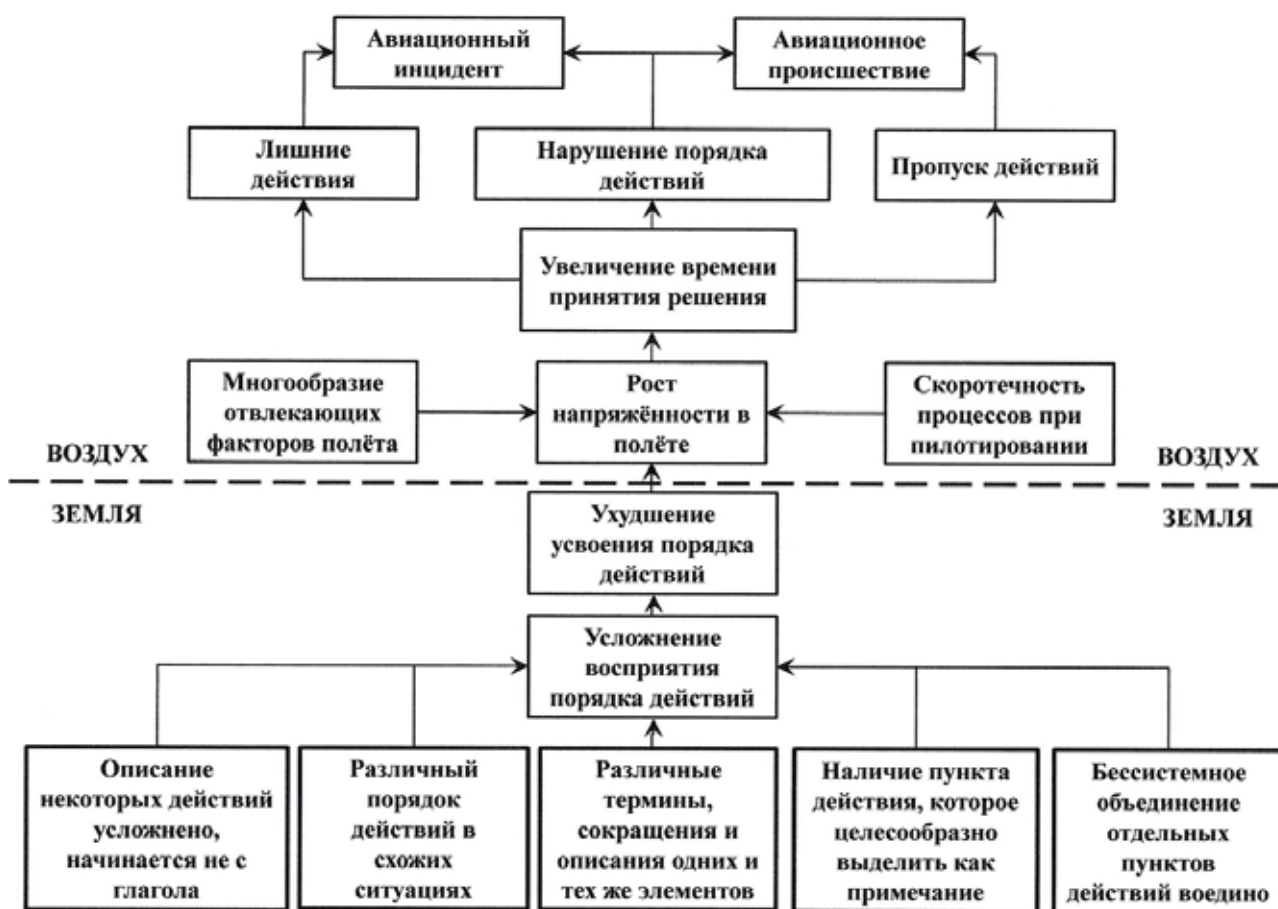 Авиационный
инцидент
Авиационное
происшествие
Лишние
действия
Нарушение порядка
действий
Пропуск действий
Увеличение времени
принятия решения
Многообразие
отвлекающих
факторов полёта
Рост
напряжённости в
полёте
Скоротечность
процессов при
пилотировании
ВОЗДУХ
ВОЗДУХ
ЗЕМЛЯ
ЗЕМЛЯ
Ухудшение
усвоения порядка
действий
Усложнение
восприятия
порядка действий
Описание
некоторых действий
усложнено,
начинается не с
глагола
Различный
порядок
действий в
схожих
ситуациях
Различные
термины,
сокращения и
описания одних и
тех же элементов
Наличие пункта
действия, которое
целесообразно
выделить как
примечание
Бессистемное
объединение
отдельных
пунктов
действий воедино